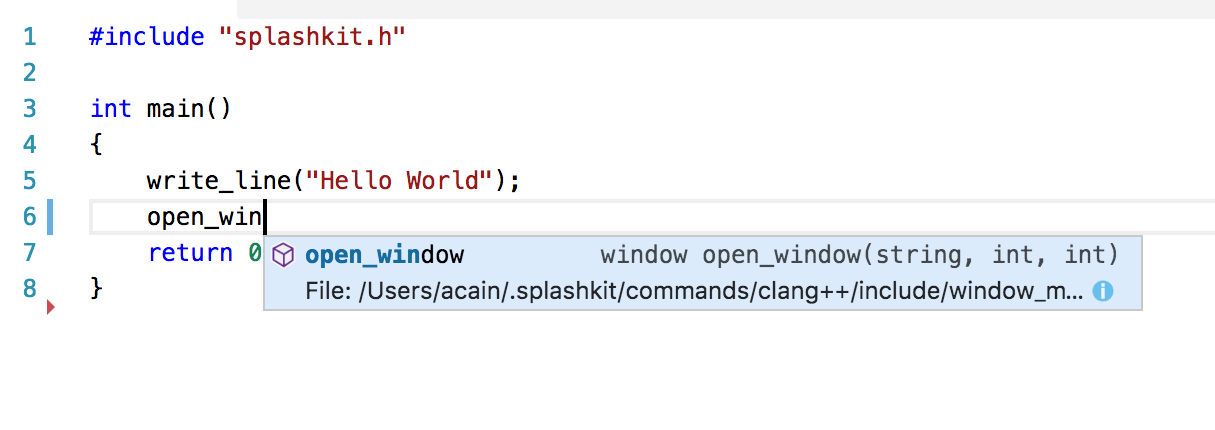 1 #include "splashkit.h"
2
3 int main()
4 {
5 write_line("Hello World");
6 open_win
open_window window open_window(string, int, int)
File: /Users/acain/.splashkit/commands/clang++/include/window_m...
7 return 0
8 }